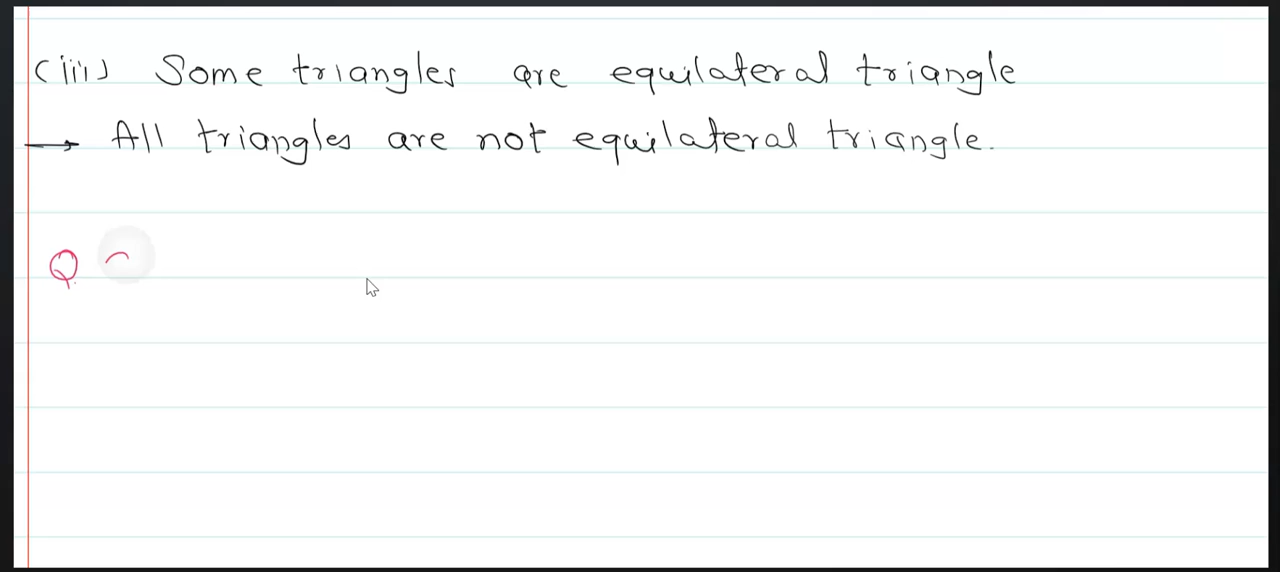 (iii) Some triangles are equilateral triangle
→ All triangles are not equilateral triangle.
Q